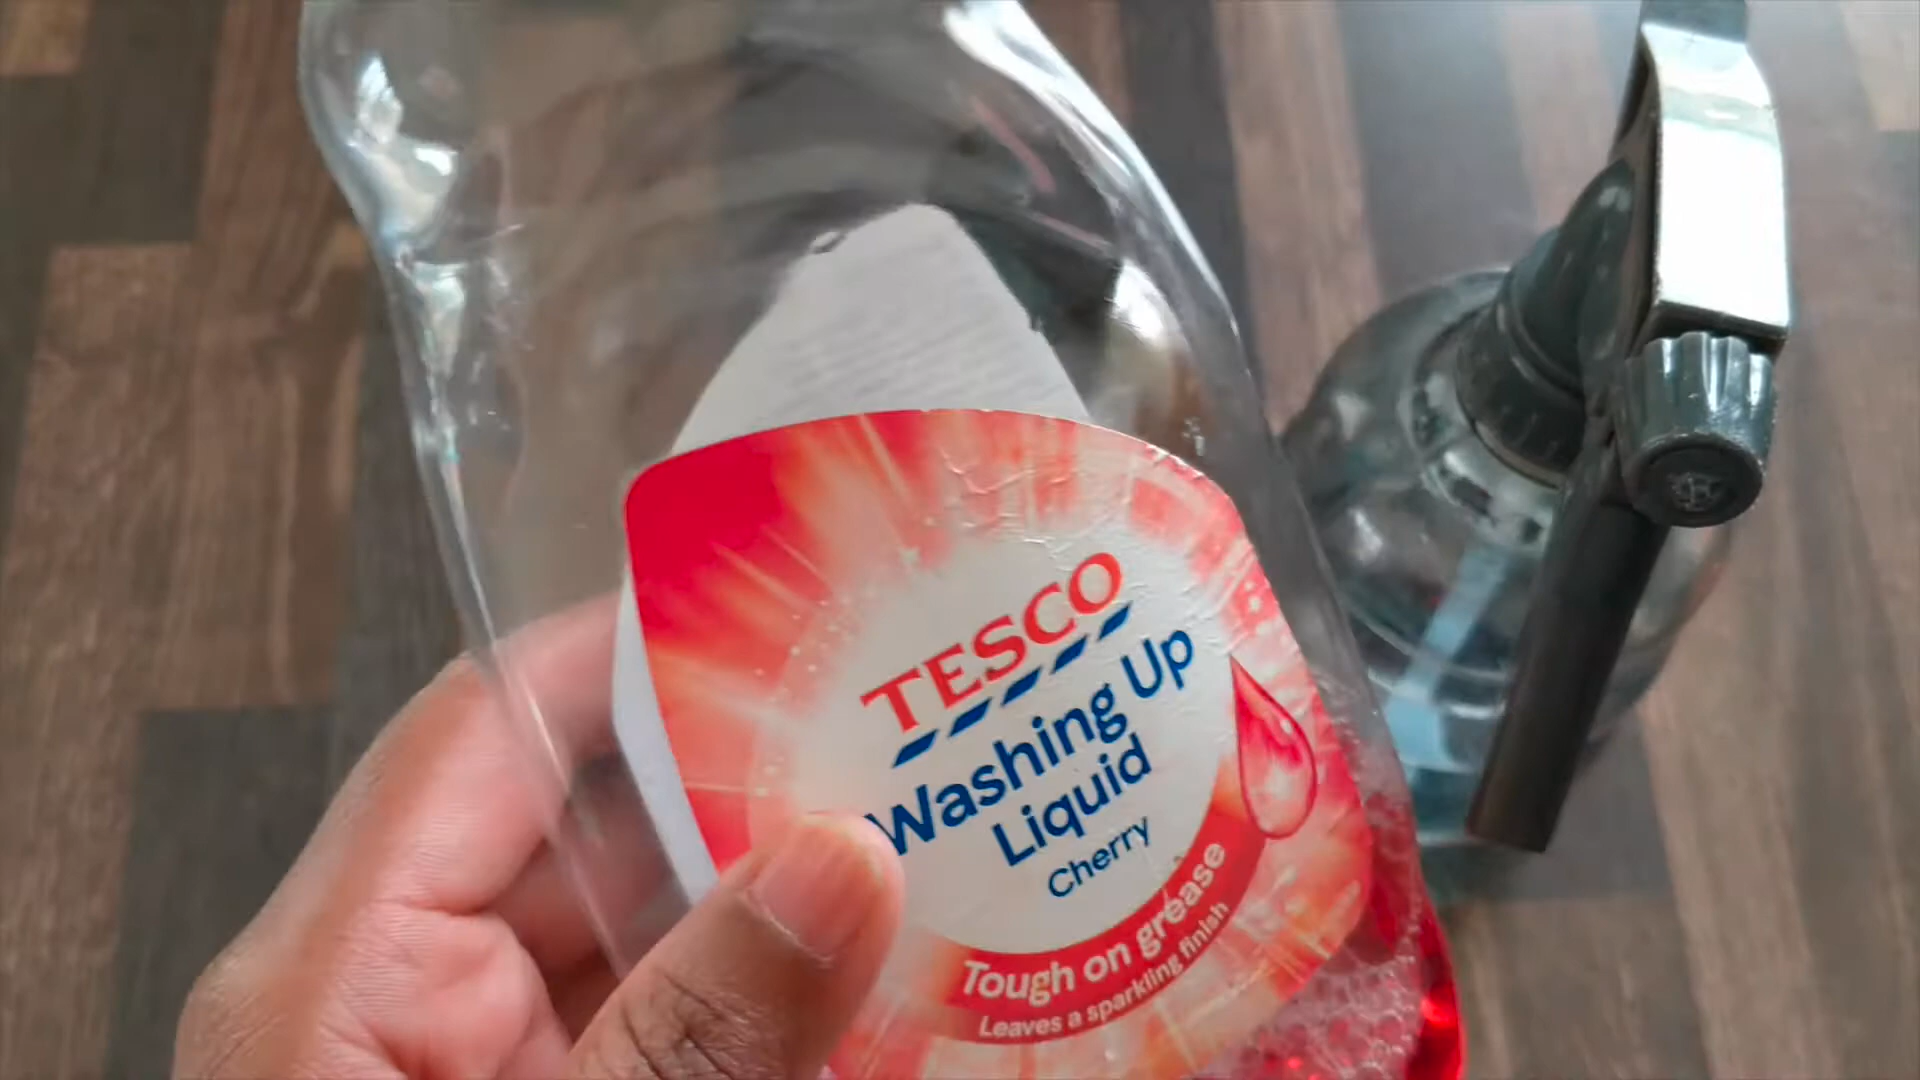 TESCO
Washing Up
Liquid
Cherry
Tough on grease
Leaves a sparkling finish